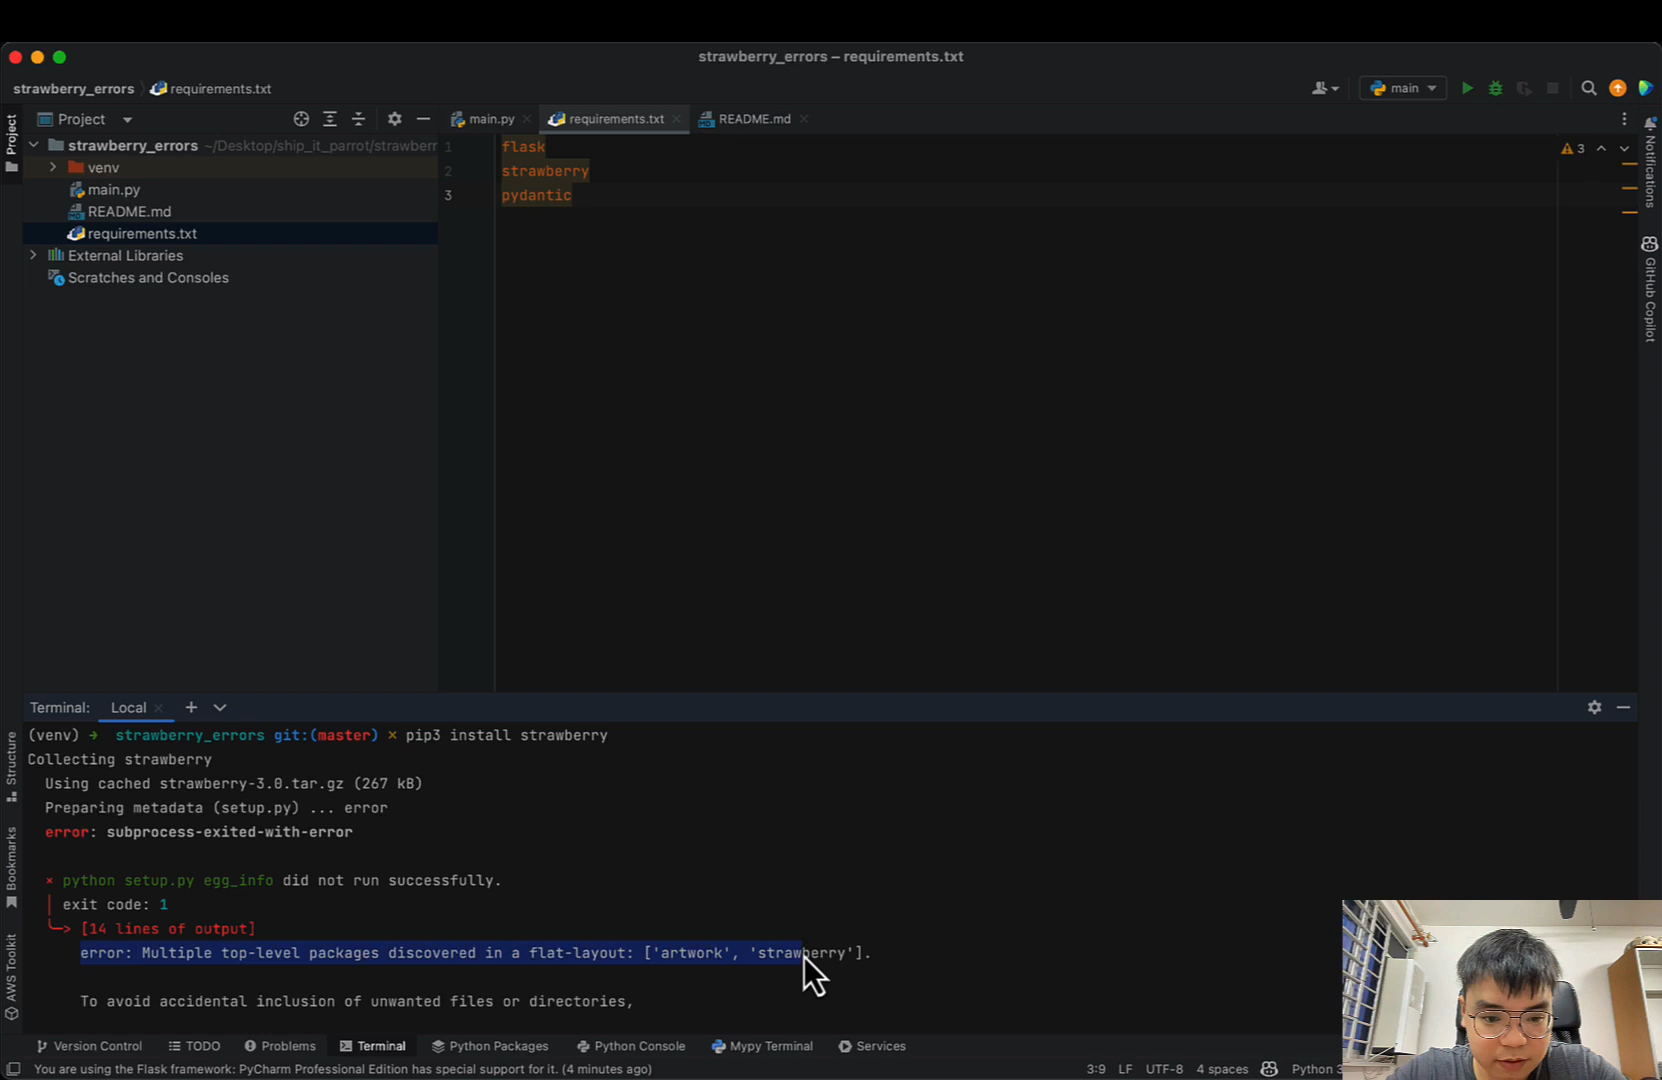 strawberry_errors – requirements.txt
strawberry_errors
requirements.txt
main
Project
main.py
requirements.txt
README.md
Project
strawberry_errors ~/Desktop/ship_it_parrot/strawberr
venv
main.py
README.md
requirements.txt
External Libraries
Scratches and Consoles
1 flask
2 strawberry
3 pydantic
3
Notifications
GitHub Copilot
Structure
Bookmarks
AWS Toolkit
Terminal: Local
(venv) → strawberry_errors git:(master) × pip3 install strawberry
Collecting strawberry
Using cached strawberry-3.0.tar.gz (267 kB)
Preparing metadata (setup.py) ... error
error: subprocess-exited-with-error
× python setup.py egg_info did not run successfully.
│ exit code: 1
╰─> [14 lines of output]
error: Multiple top-level packages discovered in a flat-layout: ['artwork', 'strawberry'].
To avoid accidental inclusion of unwanted files or directories,
Version Control
TODO
Problems
Terminal
Python Packages
Python Console
Mypy Terminal
Services
You are using the Flask framework: PyCharm Professional Edition has special support for it. (4 minutes ago)
3:9 LF UTF-8 4 spaces Python 3